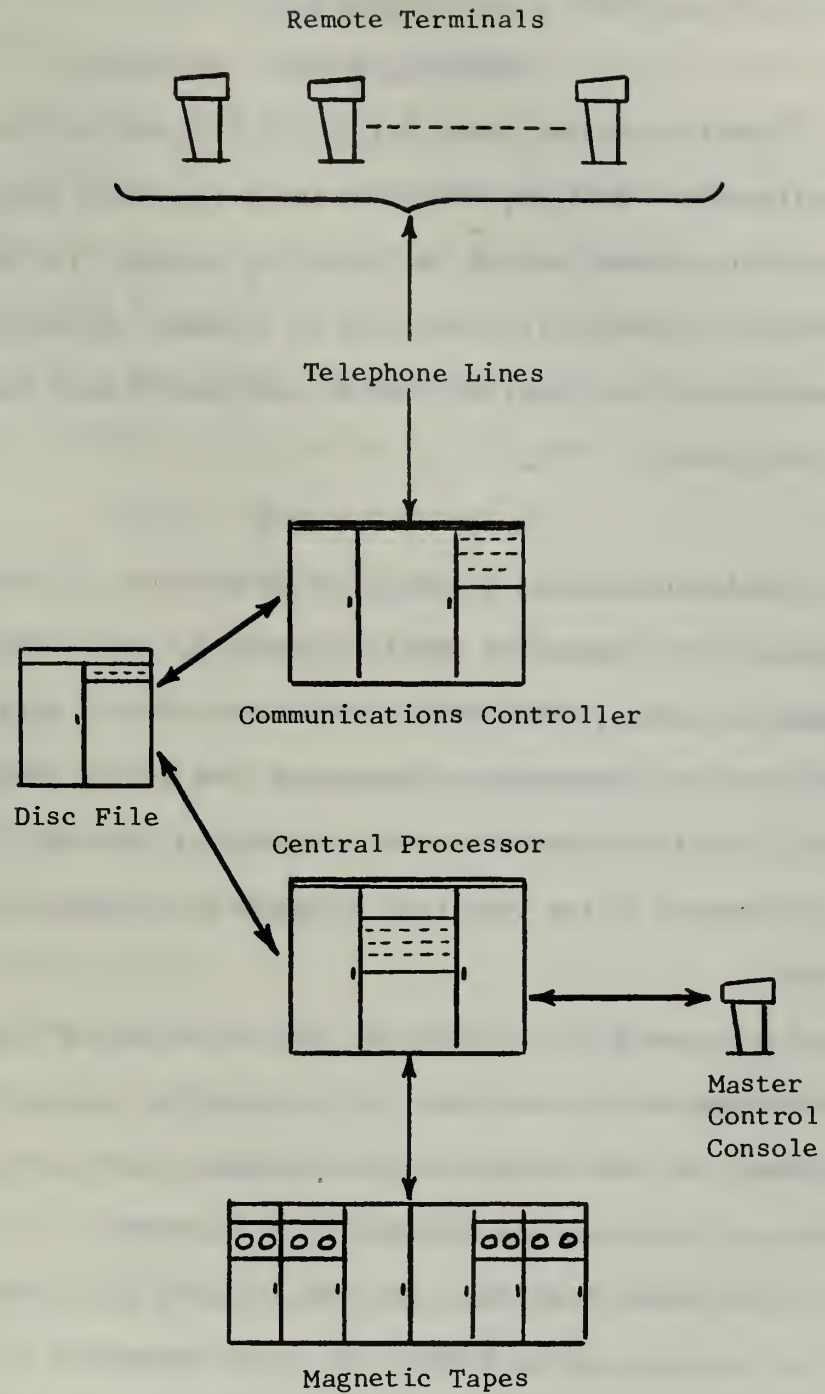 Remote Terminals
Telephone Lines
Communications Controller
Disc File
Central Processor
Master
Control
Console
Magnetic Tapes